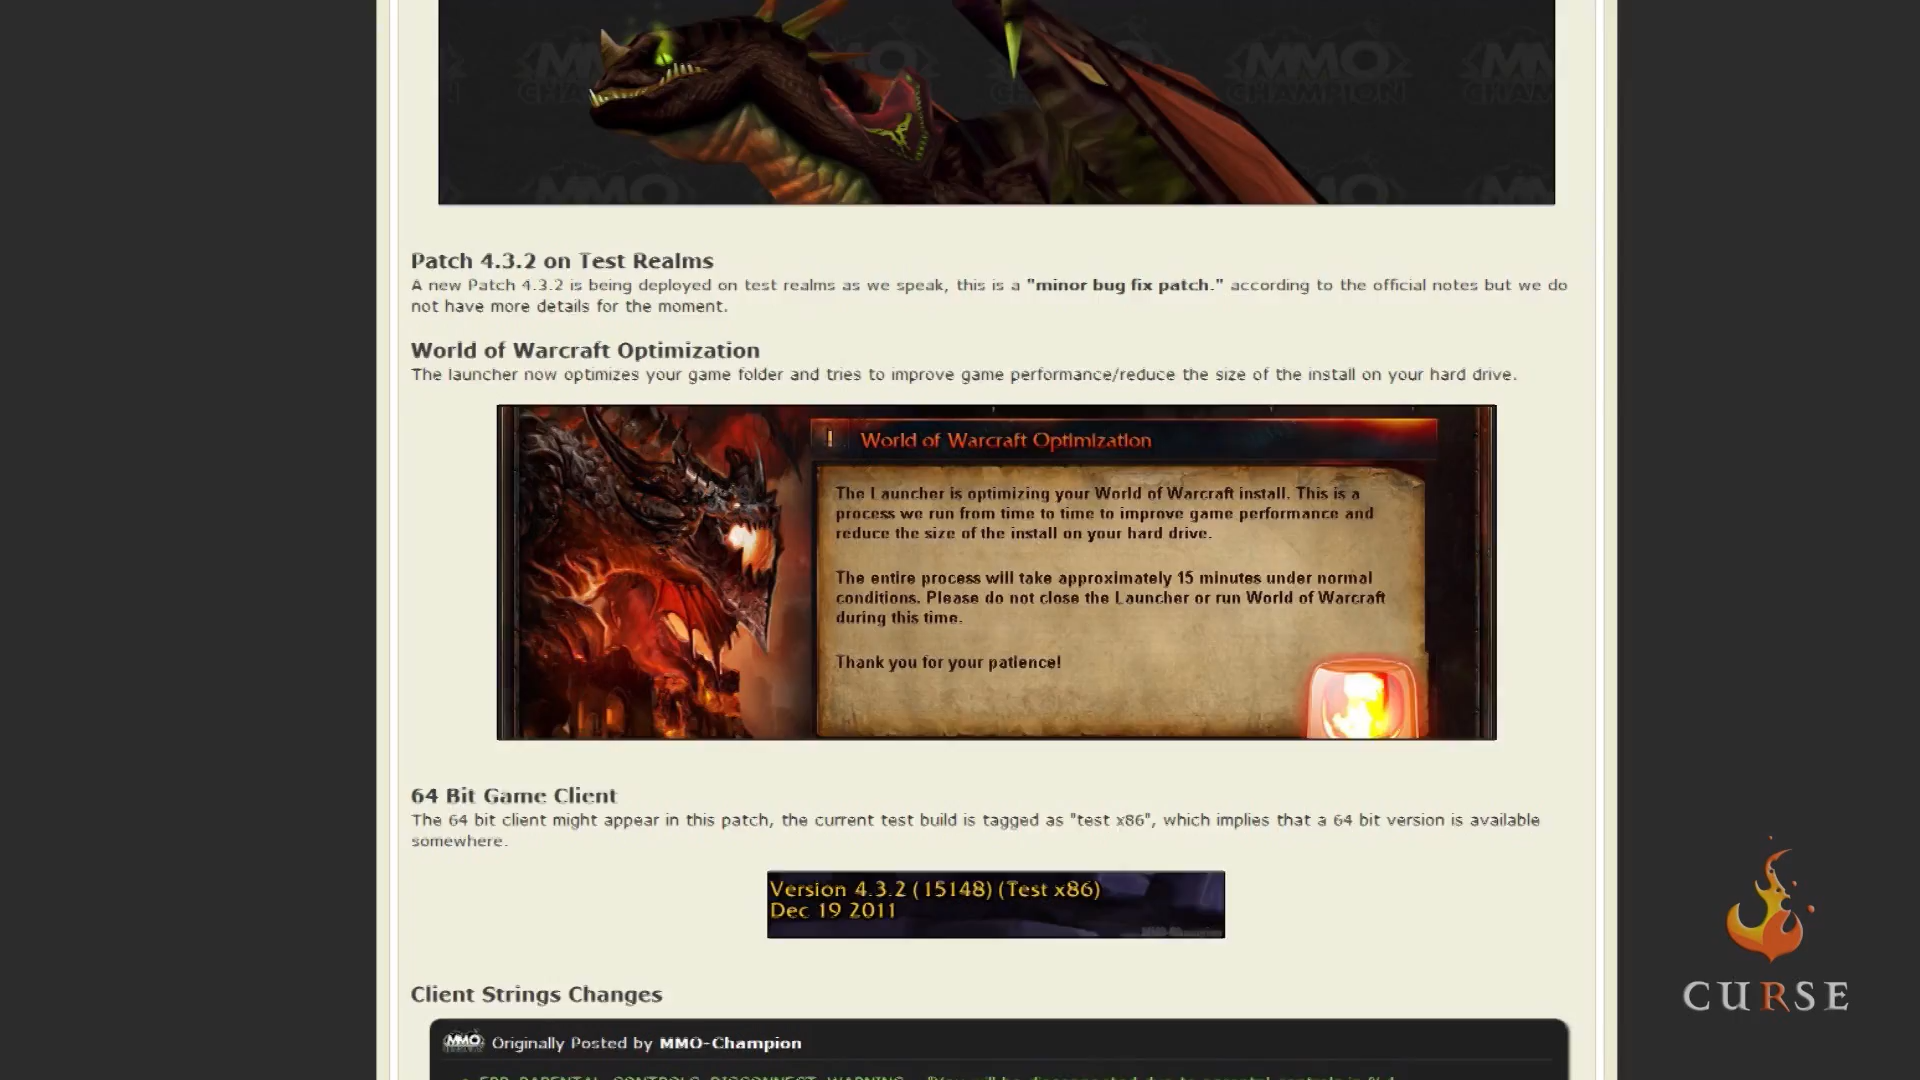 MMO
CHAMPION
Patch 4.3.2 on Test Realms
A new Patch 4.3.2 is being deployed on test realms as we speak, this is a "minor bug fix patch." according to the official notes but we do
not have more details for the moment.
World of Warcraft Optimization
The launcher now optimizes your game folder and tries to improve game performance/reduce the size of the install on your hard drive.
! World of Warcraft Optimization
The Launcher is optimizing your World of Warcraft install. This is a
process we run from time to time to improve game performance and
reduce the size of the install on your hard drive.
The entire process will take approximately 15 minutes under normal
conditions. Please do not close the Launcher or run World of Warcraft
during this time.
Thank you for your patience!
64 Bit Game Client
The 64 bit client might appear in this patch, the current test build is tagged as "test x86", which implies that a 64 bit version is available
somewhere.
Version 4.3.2 (15148) (Test x86)
Dec 19 2011
CURSE
Client Strings Changes
MMO Originally Posted by MMO-Champion